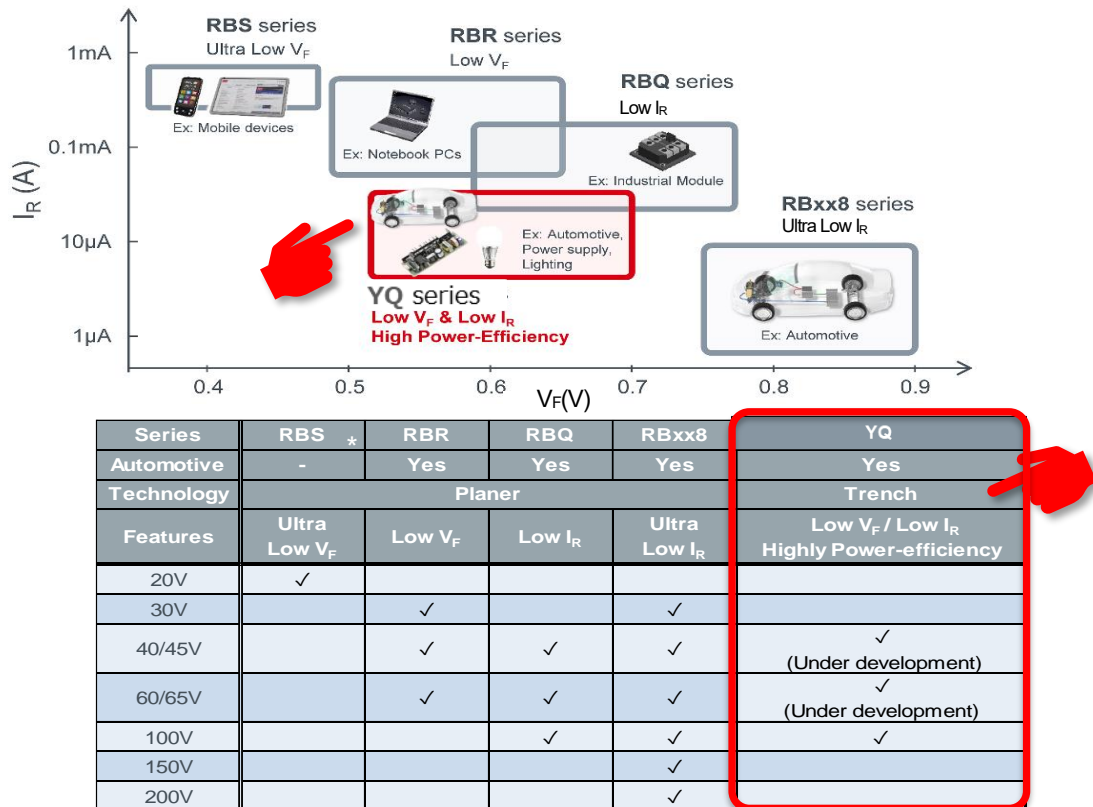 RBS series
Ultra Low VF
RBR series
Low VF
RBQ series
Low IR
RBxx8 series
Ultra Low IR
1mA
0.1mA
10µA
1µA
IR (A)
Ex: Mobile devices
Ex: Notebook PCs
Ex: Industrial Module
Ex: Automotive,
Power supply,
Lighting
YQ series
Low VF & Low IR
High Power-Efficiency
Ex: Automotive
0.4 0.5 0.6 0.7 0.8 0.9
VF(V)
Series RBS * RBR RBQ RBxx8 YQ
Automotive - Yes Yes Yes Yes
Technology Planer Trench
Features Ultra Low VF Low VF Low IR Ultra Low IR Low VF / Low IR Highly Power-efficiency
20V ✓
30V ✓ ✓
40/45V ✓ ✓ ✓ ✓ (Under development)
60/65V ✓ ✓ ✓ ✓ (Under development)
100V ✓ ✓ ✓
150V ✓
200V ✓